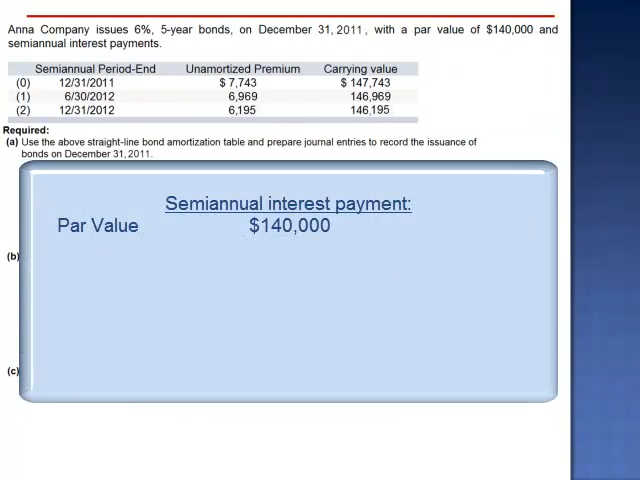 Anna Company issues 6%, 5-year bonds, on December 31, 2011, with a par value of $140,000 and
semiannual interest payments.
Semiannual Period-End Unamortized Premium Carrying value
(0) 12/31/2011 $ 7,743 $ 147,743
(1) 6/30/2012 6,969 146,969
(2) 12/31/2012 6,195 146,195
Required:
(a) Use the above straight-line bond amortization table and prepare journal entries to record the issuance of
bonds on December 31, 2011.
Semiannual interest payment:
Par Value $140,000
(b)
(c)